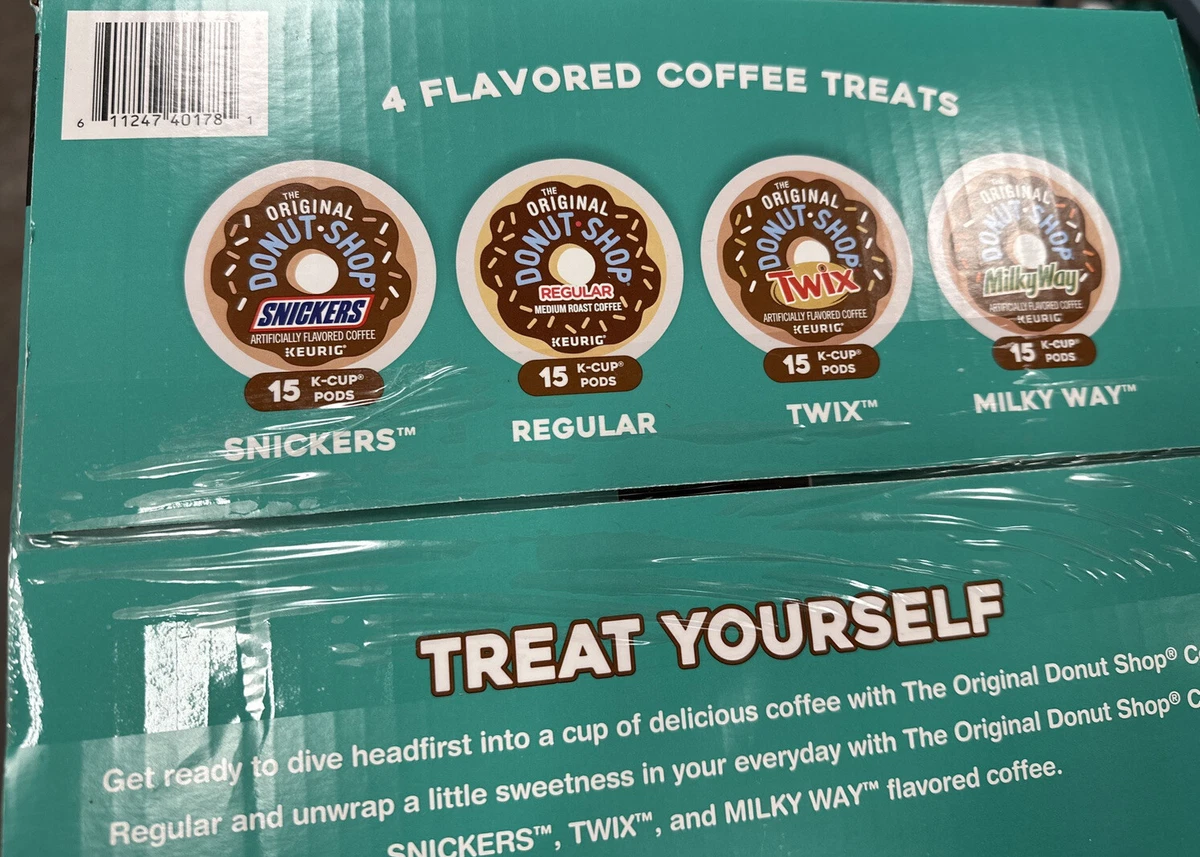 6 11247 40178 1
4 FLAVORED COFFEE TREATS
THE
ORIGINAL
DONUT·SHOP
SNICKERS
ARTIFICIALLY FLAVORED COFFEE
KEURIG®
15 K-CUP® PODS
SNICKERS™
THE
ORIGINAL
DONUT·SHOP
REGULAR
MEDIUM ROAST COFFEE
KEURIG®
15 K-CUP® PODS
REGULAR
THE
ORIGINAL
DONUT·SHOP
TWIX
ARTIFICIALLY FLAVORED COFFEE
KEURIG®
15 K-CUP® PODS
TWIX™
THE
ORIGINAL
DONUT·SHOP
MilkyWay
ARTIFICIALLY FLAVORED COFFEE
KEURIG®
15 K-CUP® PODS
MILKY WAY™
TREAT YOURSELF
Get ready to dive headfirst into a cup of delicious coffee with The Original Donut Shop®
Regular and unwrap a little sweetness in your everyday with The Original Donut Shop®
SNICKERS™, TWIX™, and MILKY WAY™ flavored coffee.